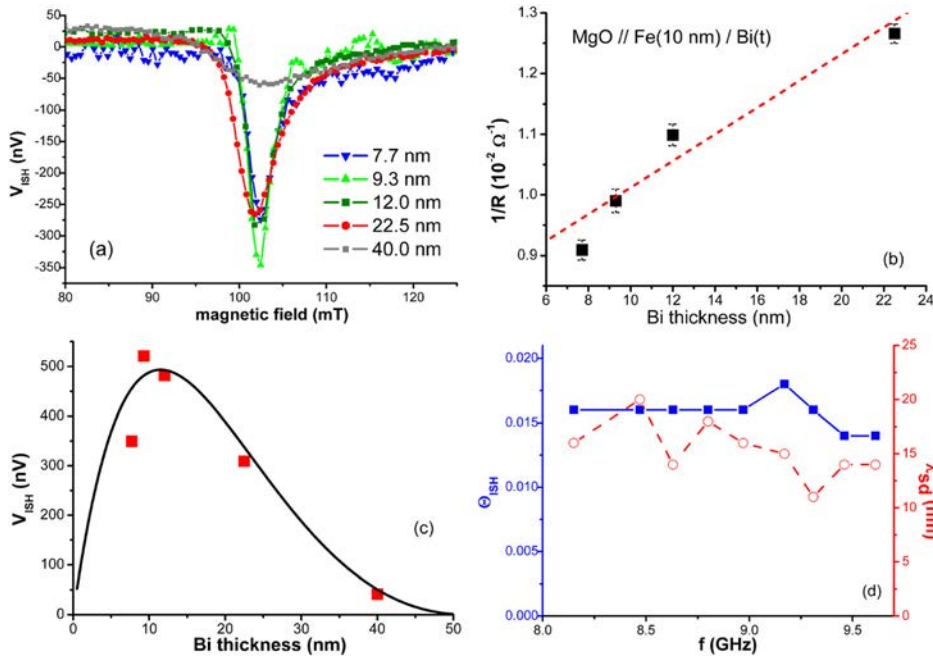 50
0
-50
-100
-150
-200
-250
-300
-350
V_ISH (nV)
7.7 nm
9.3 nm
12.0 nm
22.5 nm
40.0 nm
(a)
80 90 100 110 120
magnetic field (mT)
1.3
1.2
1.1
1.0
0.9
1/R (10⁻² Ω⁻¹)
MgO // Fe(10 nm) / Bi(t)
(b)
6 8 10 12 14 16 18 20 22 24
Bi thickness (nm)
500
400
300
200
100
0
V_ISH (nV)
(c)
0 10 20 30 40 50
Bi thickness (nm)
0.020
0.015
0.010
0.005
0.000
Θ_ISH
25
20
15
10
5
0
λsd (nm)
(d)
8.0 8.5 9.0 9.5
f (GHz)